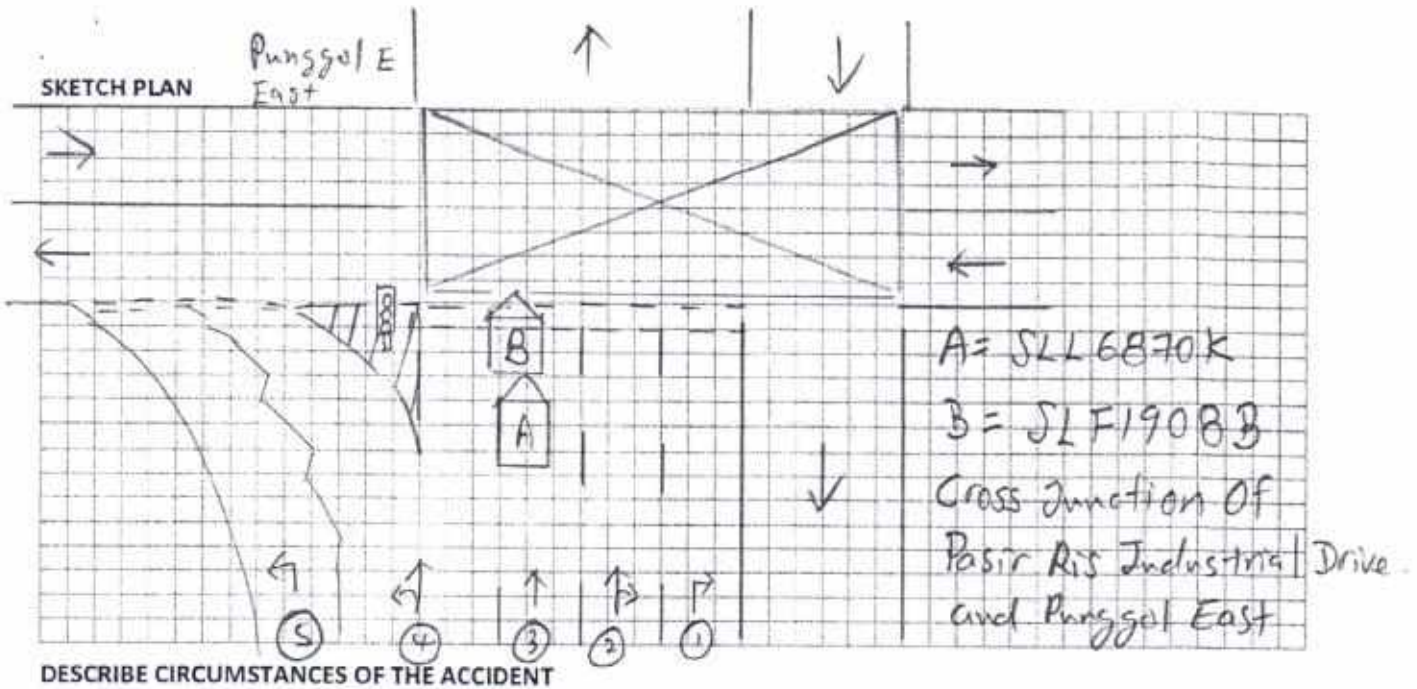 Punggol E
East
SKETCH PLAN
B
A
A= SLL6870K
B= SLF1908B
Cross Junction Of
Pasir Ris Industrial Drive.
and Punggol East
5 4 3 2 1
DESCRIBE CIRCUMSTANCES OF THE ACCIDENT